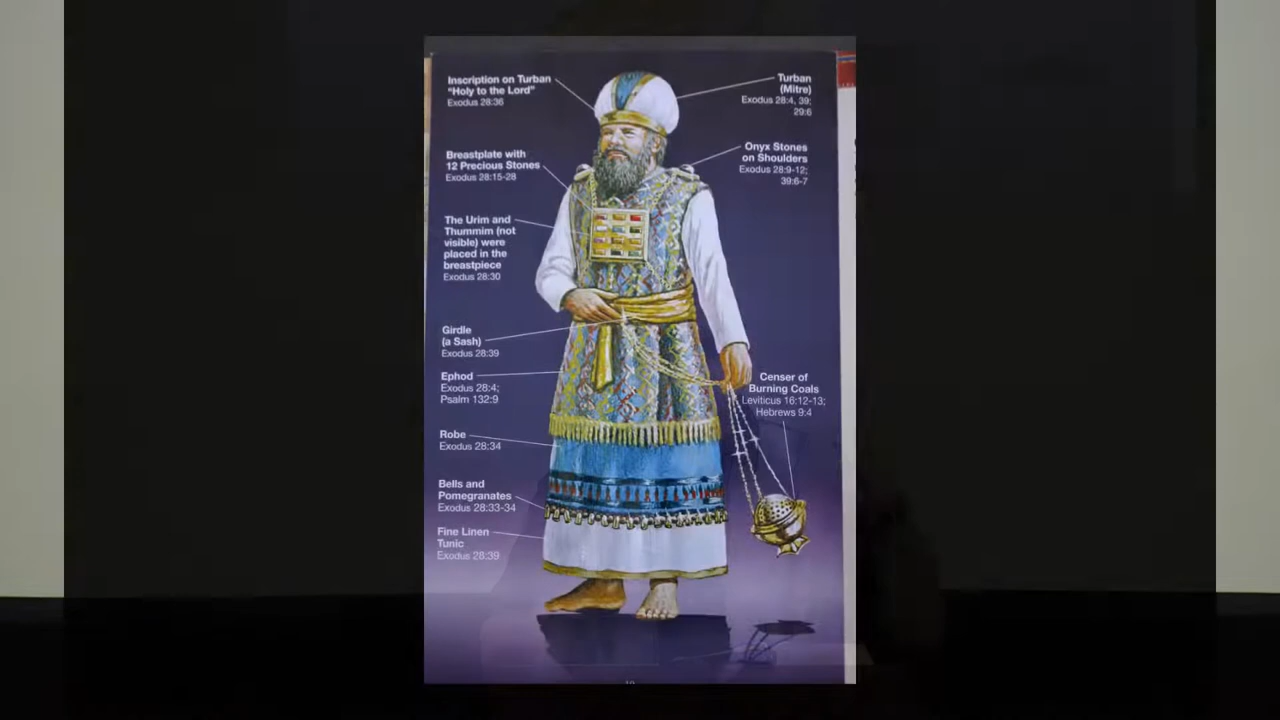 Inscription on Turban
"Holy to the Lord"
Exodus 28:36
Turban
(Mitre)
Exodus 28:4, 39;
29:6
Breastplate with
12 Precious Stones
Exodus 28:15-28
Onyx Stones
on Shoulders
Exodus 28:9-12;
39:6-7
The Urim and
Thummim (not
visible) were
placed in the
breastpiece
Exodus 28:30
Girdle
(a Sash)
Exodus 28:39
Ephod
Exodus 28:4;
Psalm 132:9
Censer of
Burning Coals
Leviticus 16:12-13;
Hebrews 9:4
Robe
Exodus 28:34
Bells and
Pomegranates
Exodus 28:33-34
Fine Linen
Tunic
Exodus 28:39